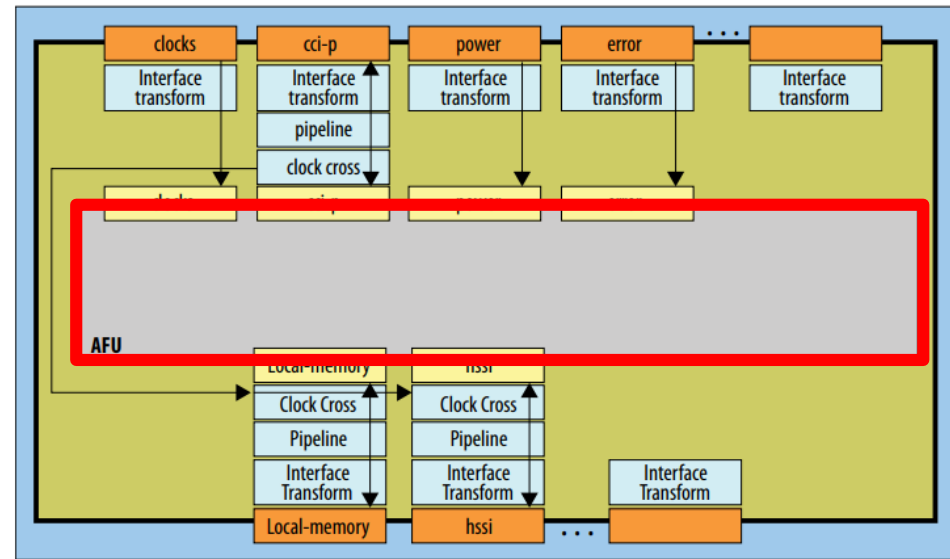 clocks
cci-p
power
error
...
Interface
transform
Interface
transform
Interface
transform
Interface
transform
Interface
transform
pipeline
clock cross
cci-p
AFU
Local-memory
hssi
Clock Cross
Clock Cross
Pipeline
Pipeline
Interface
Transform
Interface
Transform
Interface
Transform
Local-memory
hssi
...